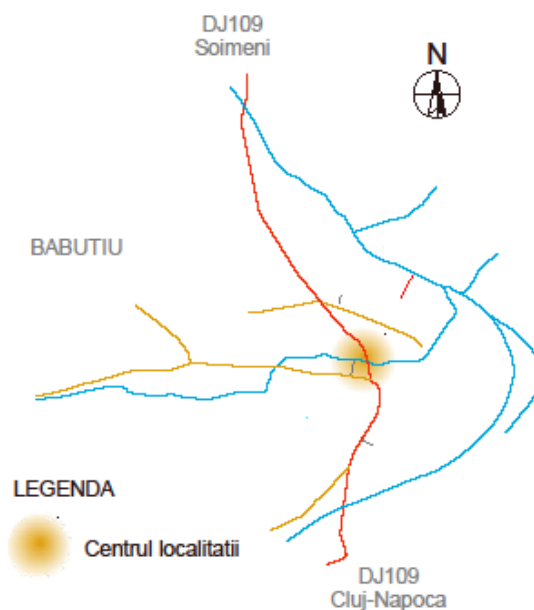 DJ109
Soimeni
N
BABUTIU
LEGENDA
Centrul localitatii
DJ109
Cluj-Napoca